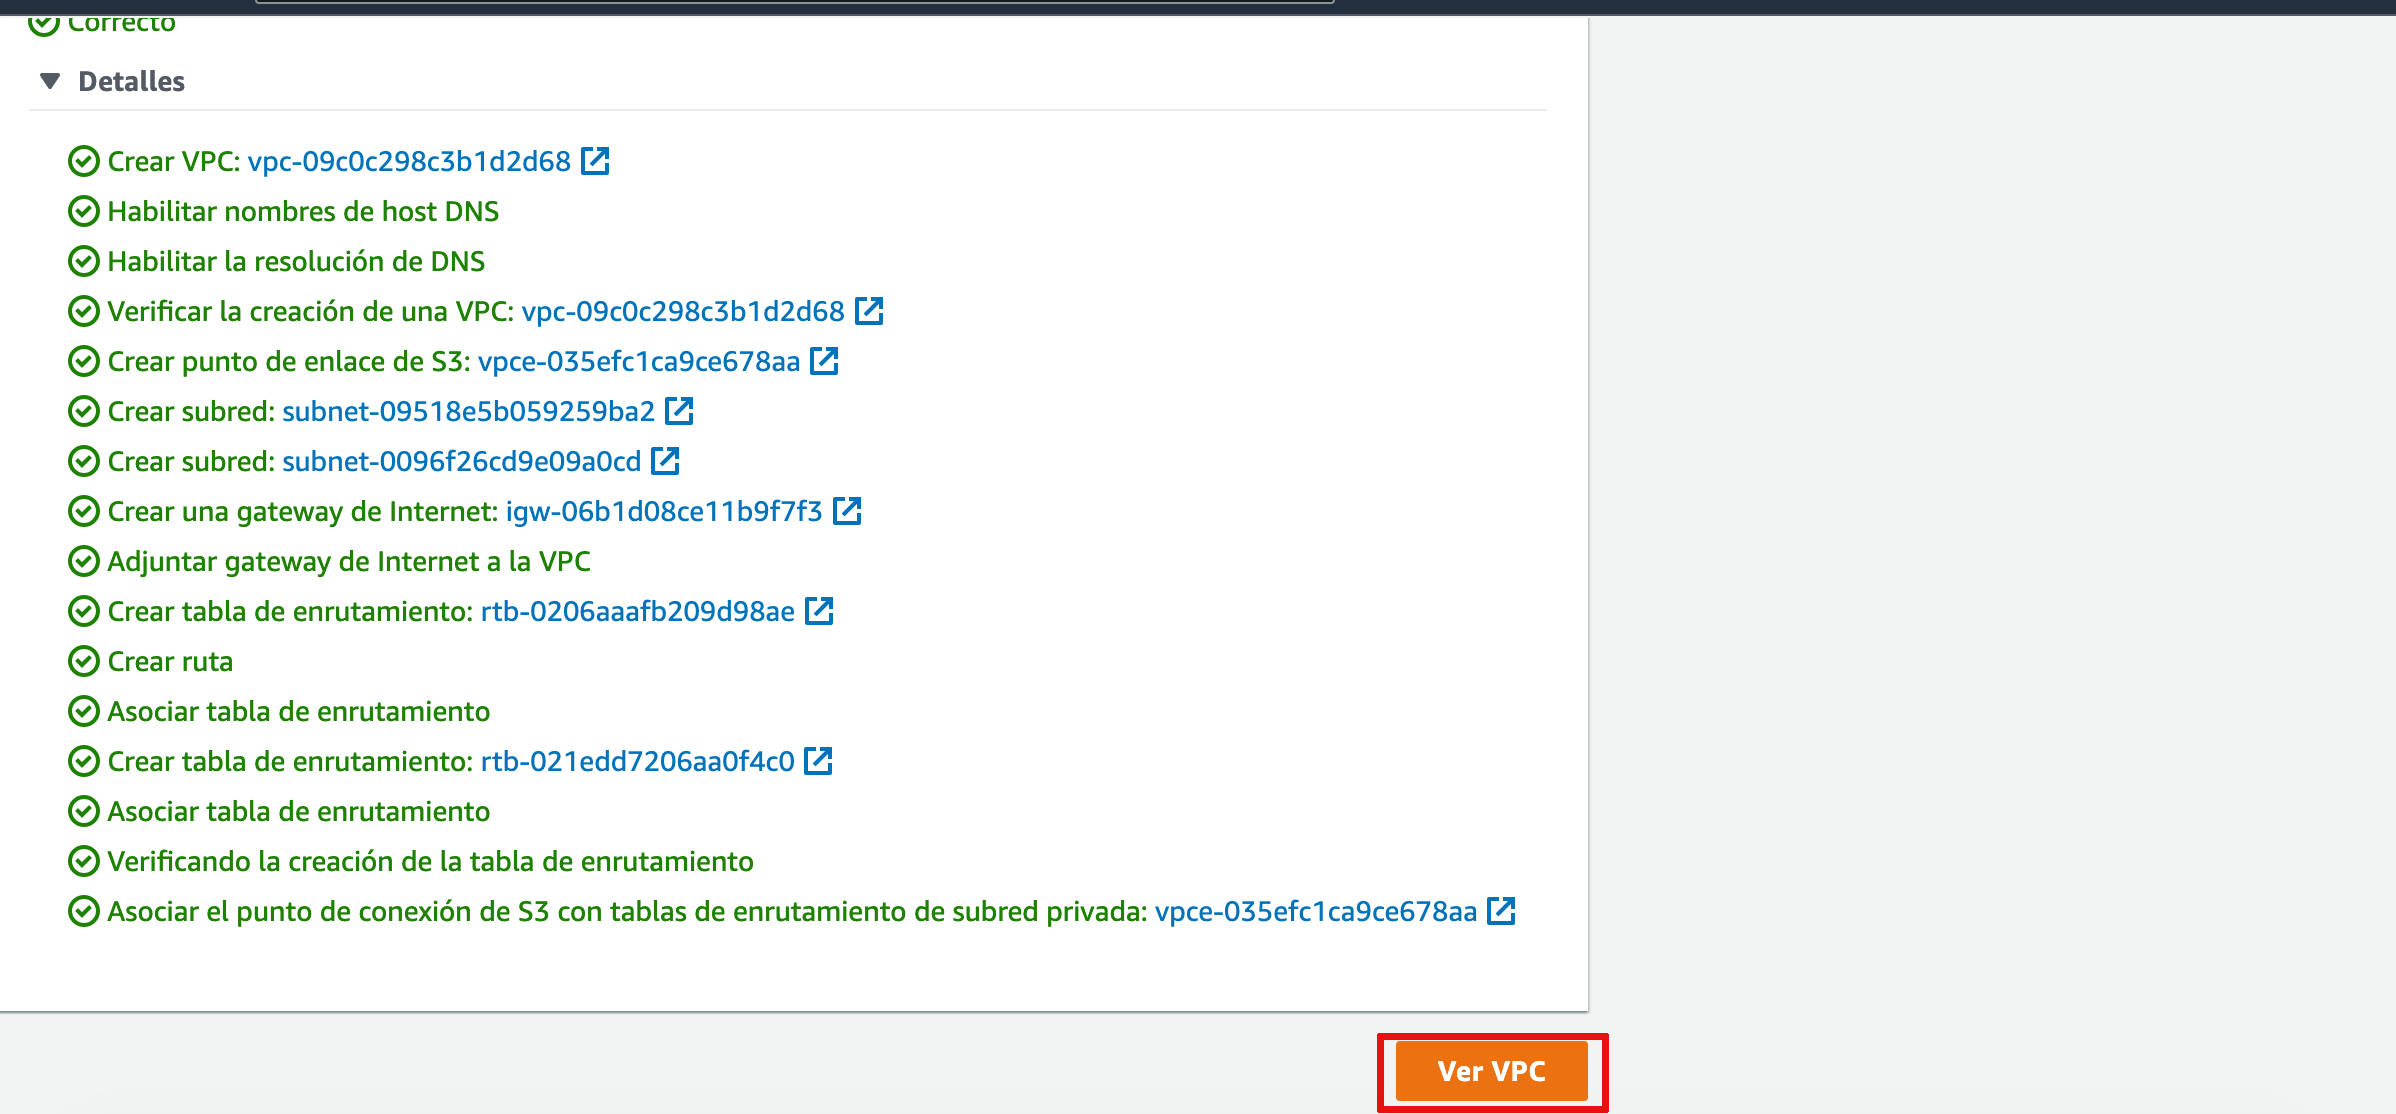 Correcto
Detalles
Crear VPC: vpc-09c0c298c3b1d2d68
Habilitar nombres de host DNS
Habilitar la resolución de DNS
Verificar la creación de una VPC: vpc-09c0c298c3b1d2d68
Crear punto de enlace de S3: vpce-035efc1ca9ce678aa
Crear subred: subnet-09518e5b059259ba2
Crear subred: subnet-0096f26cd9e09a0cd
Crear una gateway de Internet: igw-06b1d08ce11b9f7f3
Adjuntar gateway de Internet a la VPC
Crear tabla de enrutamiento: rtb-0206aaafb209d98ae
Crear ruta
Asociar tabla de enrutamiento
Crear tabla de enrutamiento: rtb-021edd7206aa0f4c0
Asociar tabla de enrutamiento
Verificando la creación de la tabla de enrutamiento
Asociar el punto de conexión de S3 con tablas de enrutamiento de subred privada: vpce-035efc1ca9ce678aa
Ver VPC